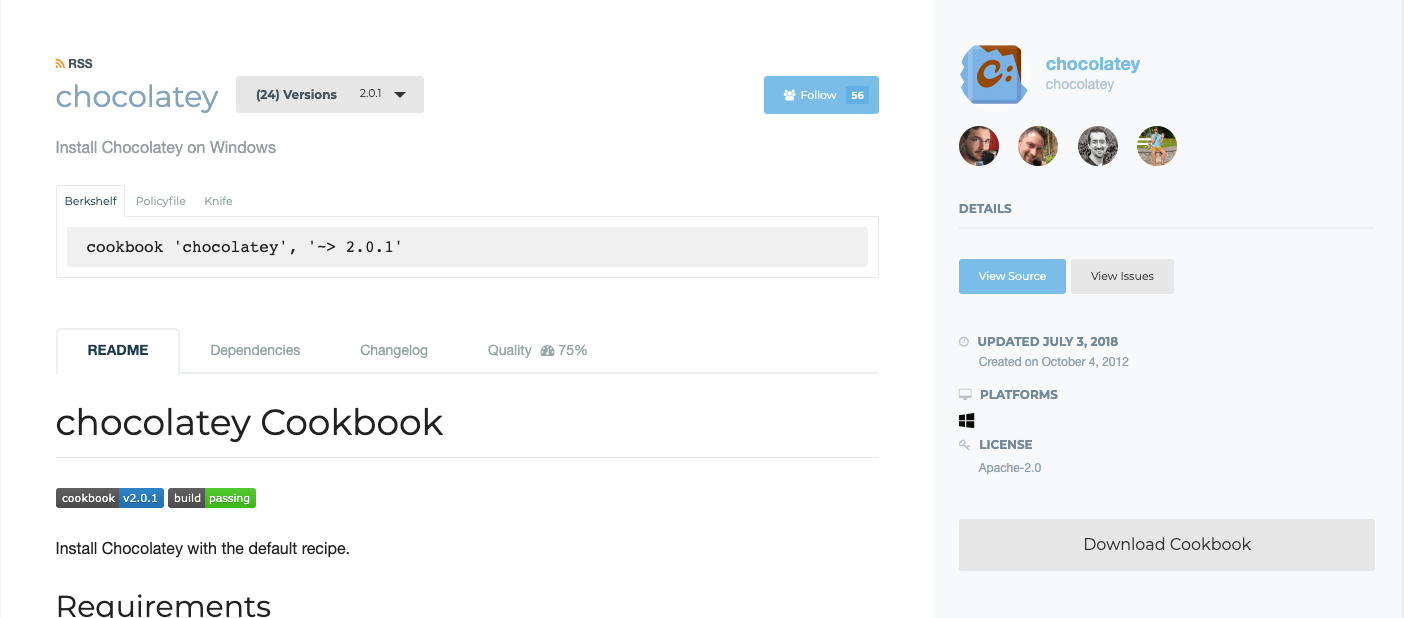 RSS
chocolatey (24) Versions 2.0.1
Follow 56
Install Chocolatey on Windows
Berkshelf Policyfile Knife
cookbook 'chocolatey', '~> 2.0.1'
README Dependencies Changelog Quality 75%
chocolatey Cookbook
cookbook v2.0.1 build passing
Install Chocolatey with the default recipe.
Requirements
chocolatey
chocolatey
DETAILS
View Source View Issues
UPDATED JULY 3, 2018
Created on October 4, 2012
PLATFORMS
LICENSE
Apache-2.0
Download Cookbook